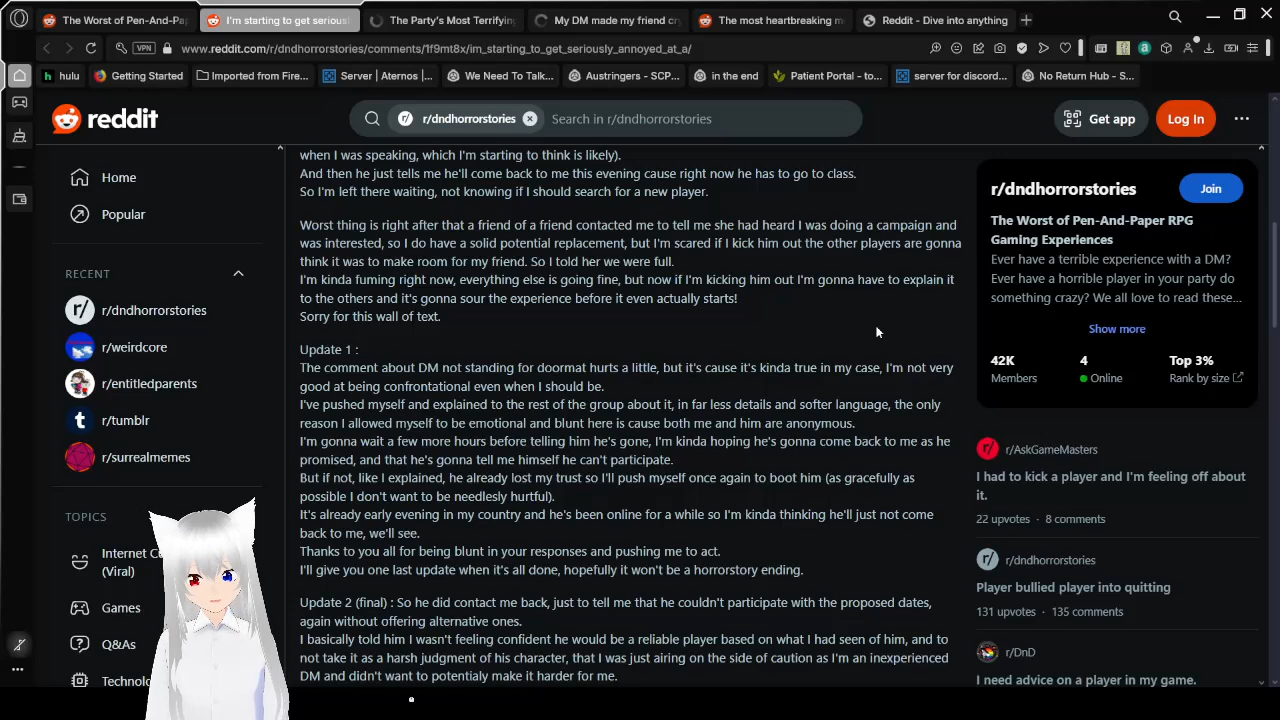 The Worst of Pen-And-Pa
I'm starting to get seriousl
The Party's Most Terrifyin
My DM made my friend cr
The most heartbreaking m
Reddit - Dive into anything
VPN
www.reddit.com/r/dndhorrorstories/comments/1f9mt8x/im_starting_to_get_seriously_annoyed_at_a/
hulu
Getting Started
Imported from Fire...
Server | Aternos |...
We Need To Talk...
Austringers - SCP...
in the end
Patient Portal - to...
server for discord...
No Return Hub - S...
reddit
r/dndhorrorstories
Search in r/dndhorrorstories
Get app
Log In
Home
Popular
RECENT
r/dndhorrorstories
r/weirdcore
r/entitledparents
r/tumblr
r/surrealmemes
TOPICS
Internet C
(Viral)
Games
Q&As
Technolo
when I was speaking, which I'm starting to think is likely).
And then he just tells me he'll come back to me this evening cause right now he has to go to class.
So I'm left there waiting, not knowing if I should search for a new player.
Worst thing is right after that a friend of a friend contacted me to tell me she had heard I was doing a campaign and
was interested, so I do have a solid potential replacement, but I'm scared if I kick him out the other players are gonna
think it was to make room for my friend. So I told her we were full.
I'm kinda fuming right now, everything else is going fine, but now if I'm kicking him out I'm gonna have to explain it
to the others and it's gonna sour the experience before it even actually starts!
Sorry for this wall of text.
Update 1 :
The comment about DM not standing for doormat hurts a little, but it's cause it's kinda true in my case, I'm not very
good at being confrontational even when I should be.
I've pushed myself and explained to the rest of the group about it, in far less details and softer language, the only
reason I allowed myself to be emotional and blunt here is cause both me and him are anonymous.
I'm gonna wait a few more hours before telling him he's gone, I'm kinda hoping he's gonna come back to me as he
promised, and that he's gonna tell me himself he can't participate.
But if not, like I explained, he already lost my trust so I'll push myself once again to boot him (as gracefully as
possible I don't want to be needlesly hurtful).
It's already early evening in my country and he's been online for a while so I'm kinda thinking he'll just not come
back to me, we'll see.
Thanks to you all for being blunt in your responses and pushing me to act.
I'll give you one last update when it's all done, hopefully it won't be a horrorstory ending.
Update 2 (final) : So he did contact me back, just to tell me that he couldn't participate with the proposed dates,
again without offering alternative ones.
I basically told him I wasn't feeling confident he would be a reliable player based on what I had seen of him, and to
not take it as a harsh judgment of his character, that I was just airing on the side of caution as I'm an inexperienced
DM and didn't want to potentialy make it harder for me.
r/dndhorrorstories
Join
The Worst of Pen-And-Paper RPG
Gaming Experiences
Ever have a terrible experience with a DM?
Ever have a horrible player in your party do
something crazy? We all love to read these...
Show more
42K
Members
4
Online
Top 3%
Rank by size
r/AskGameMasters
I had to kick a player and I'm feeling off about
it.
22 upvotes · 8 comments
r/dndhorrorstories
Player bullied player into quitting
131 upvotes · 135 comments
r/DnD
I need advice on a player in my game.